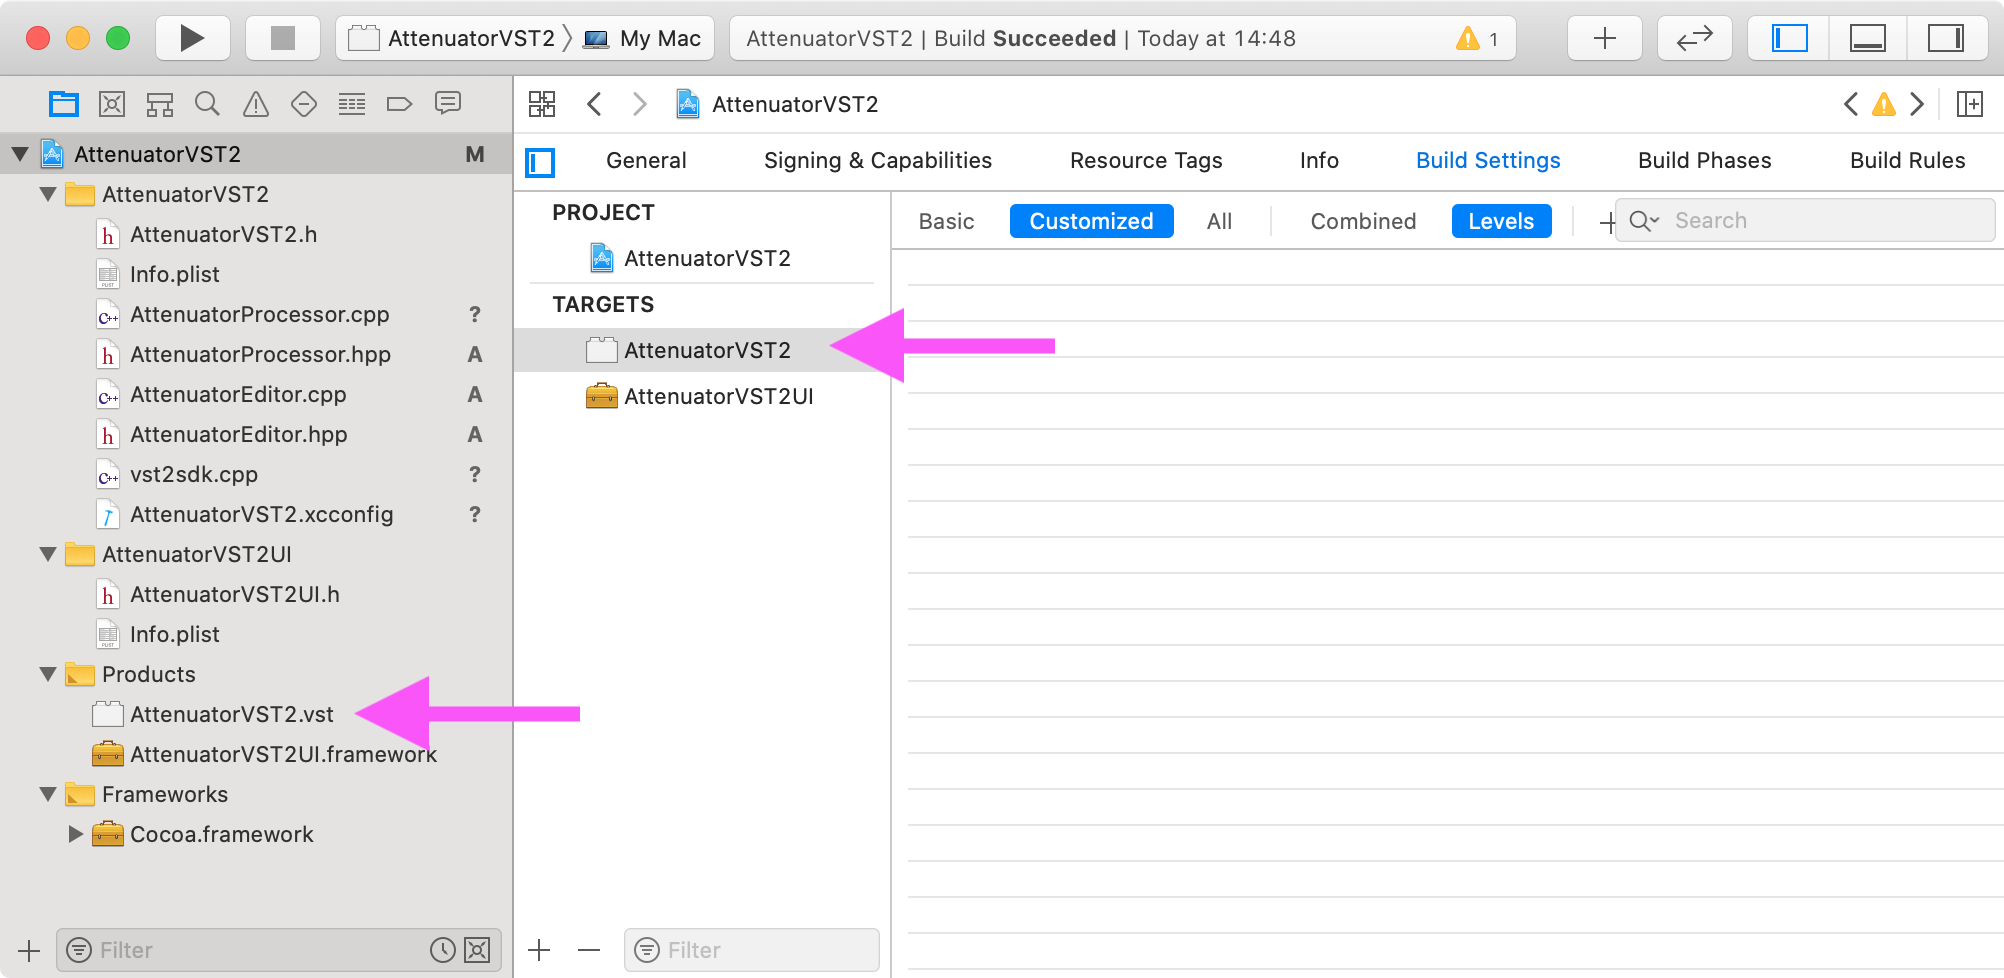 AttenuatorVST2 〉 My Mac
AttenuatorVST2 | Build Succeeded | Today at 14:48
1
AttenuatorVST2 M
AttenuatorVST2
AttenuatorVST2.h
Info.plist
AttenuatorProcessor.cpp ?
AttenuatorProcessor.hpp A
AttenuatorEditor.cpp A
AttenuatorEditor.hpp A
vst2sdk.cpp ?
AttenuatorVST2.xcconfig ?
AttenuatorVST2UI
AttenuatorVST2UI.h
Info.plist
Products
AttenuatorVST2.vst
AttenuatorVST2UI.framework
Frameworks
Cocoa.framework
Filter
AttenuatorVST2
General Signing & Capabilities Resource Tags Info Build Settings Build Phases Build Rules
PROJECT
AttenuatorVST2
TARGETS
AttenuatorVST2
AttenuatorVST2UI
Filter
Basic Customized All Combined Levels + Search